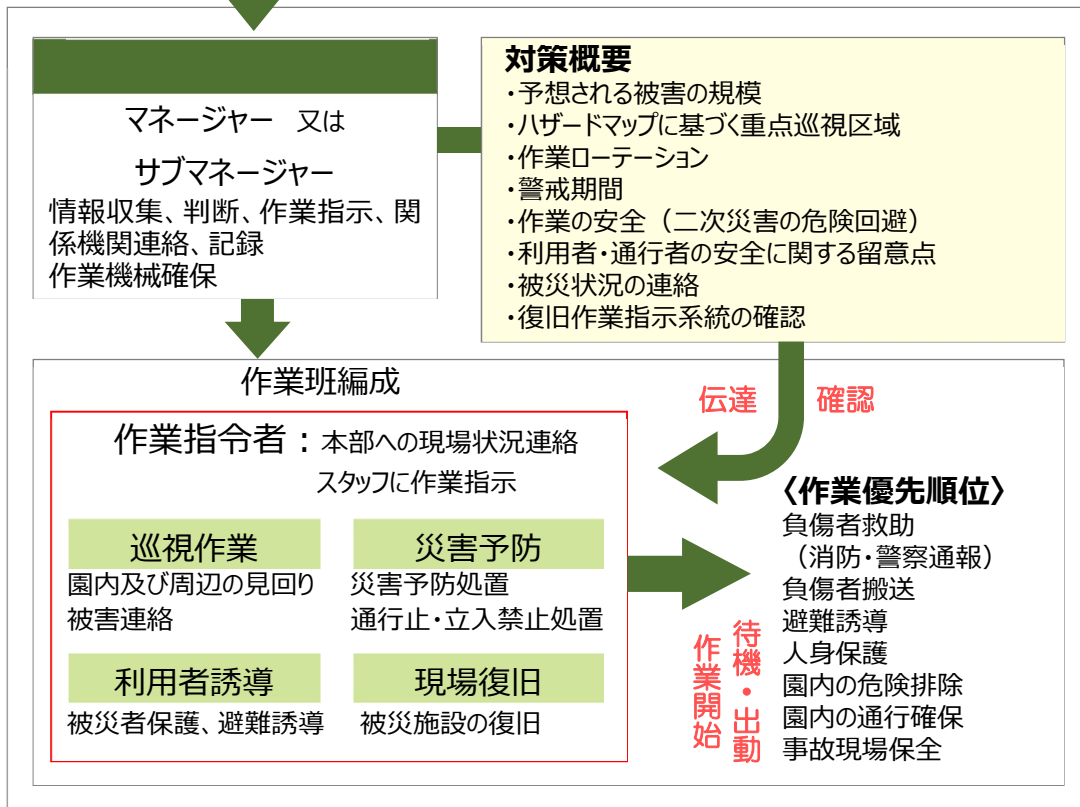 マネージャー 又は
サブマネージャー
情報収集、判断、作業指示、関
係機関連絡、記録
作業機械確保
対策概要
・予想される被害の規模
・ハザードマップに基づく重点巡視区域
・作業ローテーション
・警戒期間
・作業の安全（二次災害の危険回避）
・利用者・通行者の安全に関する留意点
・被災状況の連絡
・復旧作業指示系統の確認
作業班編成
伝達 確認
作業指令者：本部への現場状況連絡
スタッフに作業指示
巡視作業
園内及び周辺の見回り
被害連絡
災害予防
災害予防処置
通行止・立入禁止処置
利用者誘導
被災者保護、避難誘導
現場復旧
被災施設の復旧
待機・出動
作業開始
〈作業優先順位〉
負傷者救助
（消防・警察通報）
負傷者搬送
避難誘導
人身保護
園内の危険排除
園内の通行確保
事故現場保全